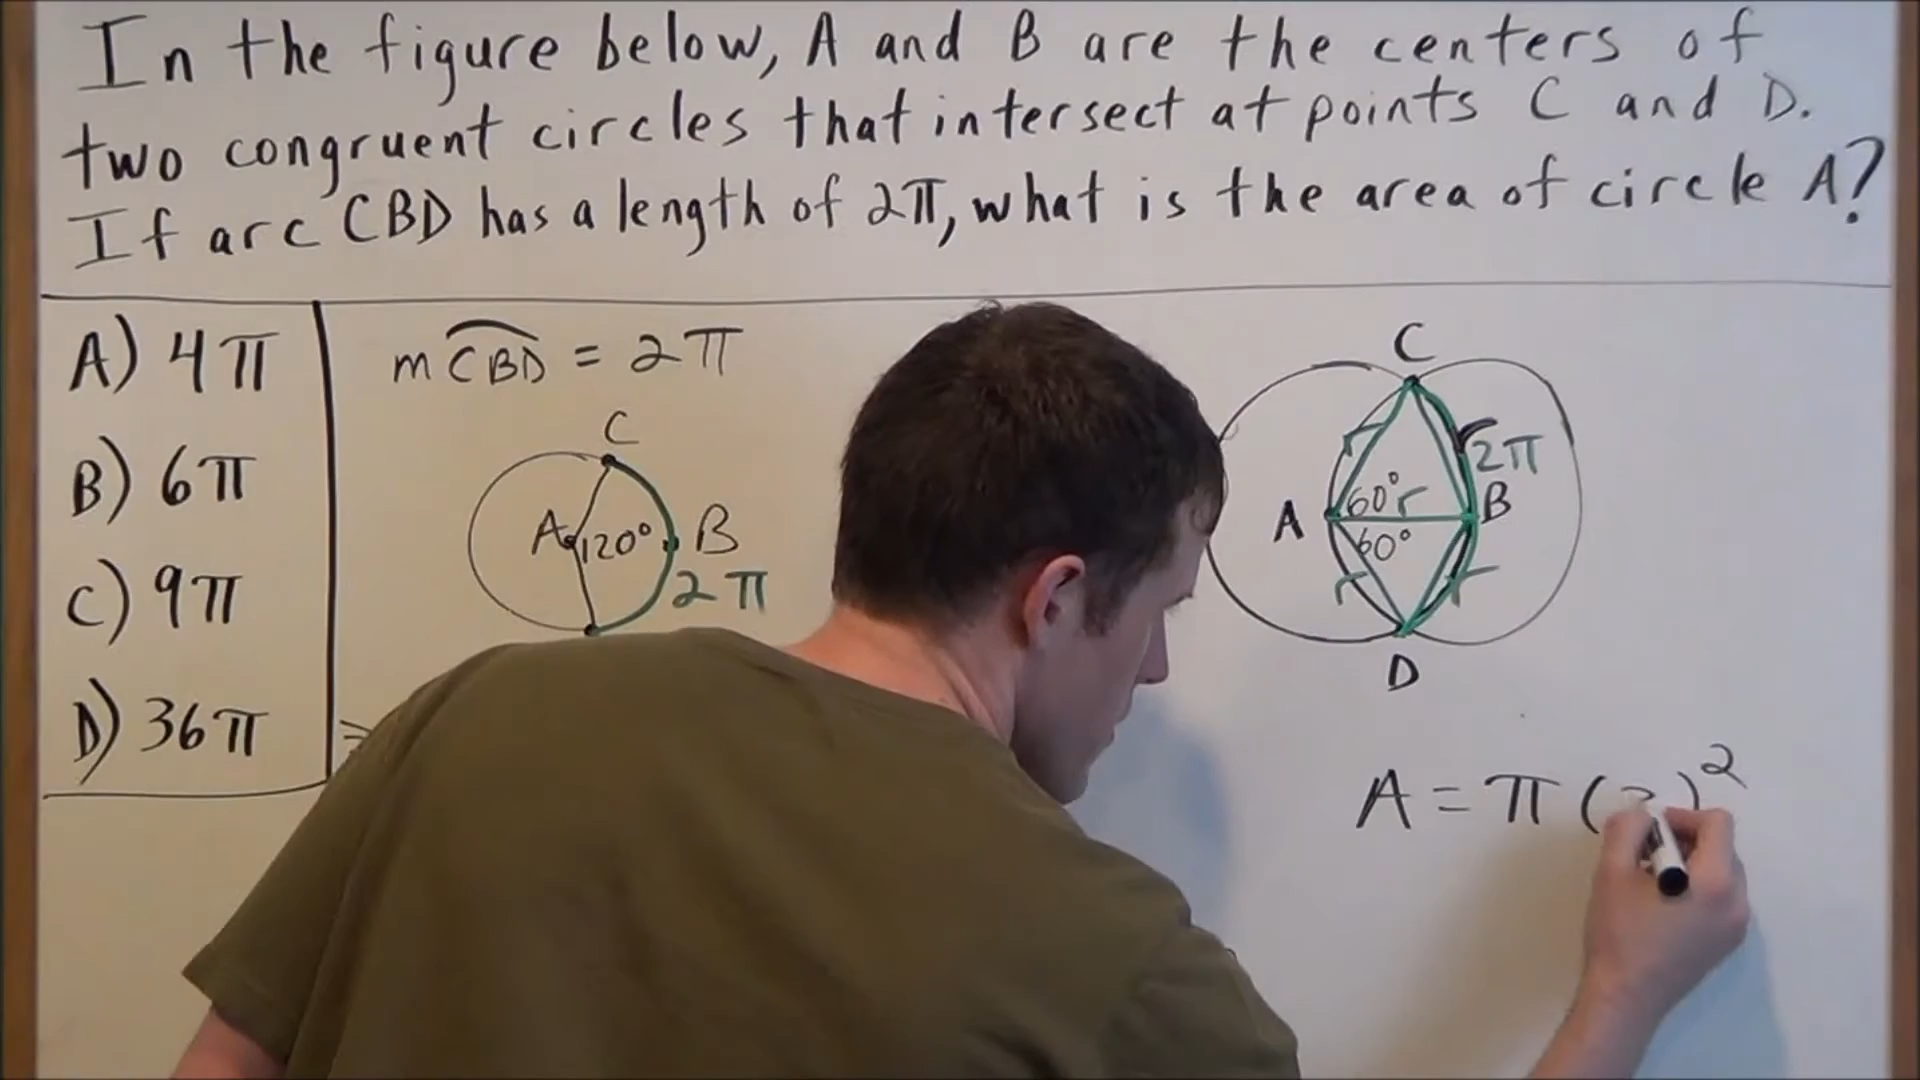 In the figure below, A and B are the centers of
two congruent circles that intersect at points C and D.
If arc CBD has a length of 2π, what is the area of circle A?
A) 4π
B) 6π
C) 9π
D) 36π
m CBD = 2π
C
A 120° B
2π
C
r r 2π
A 60° r B
60°
r r
D
A = π (3)²